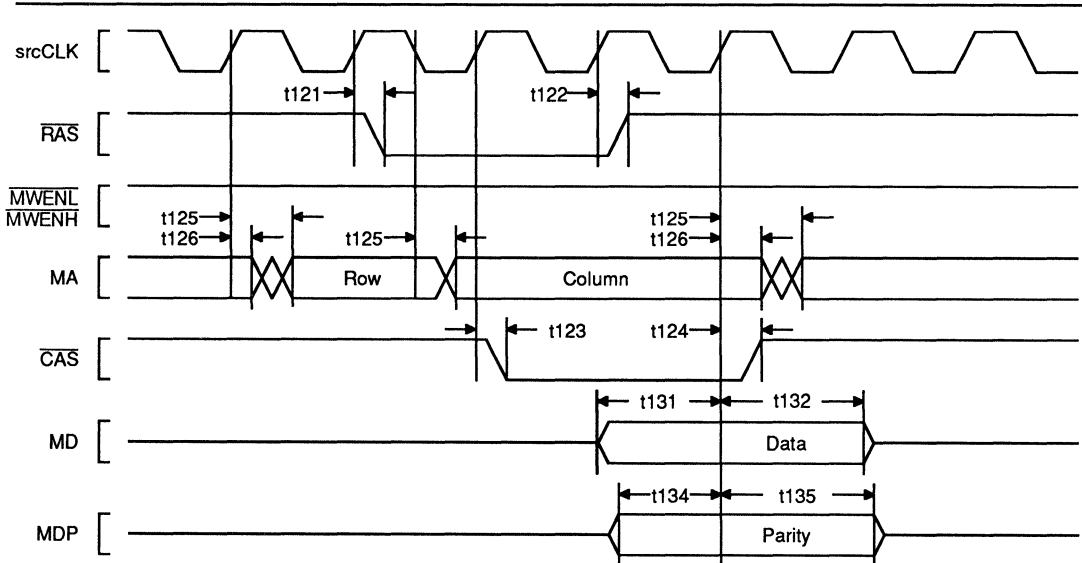 srcCLK
t121
t122
RAS
MWENL
MWENH
t125
t125
t125
t126
t126
MA
Row
Column
t123
t124
CAS
t131
t132
MD
Data
t134
t135
MDP
Parity